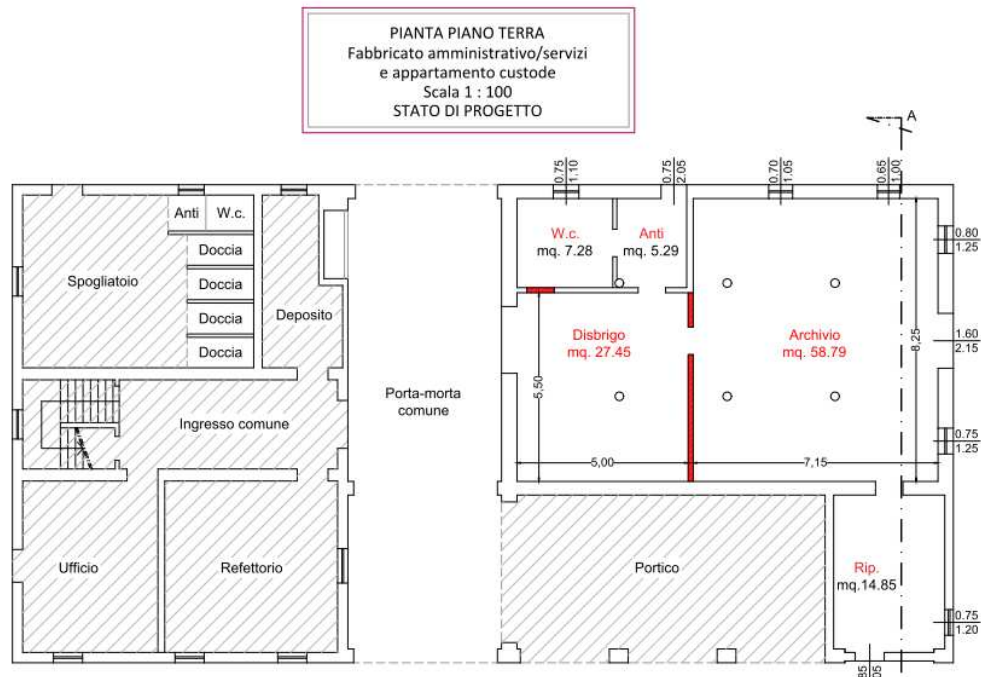 PIANTA PIANO TERRA
Fabbricato amministrativo/servizi
e appartamento custode
Scala 1 : 100
STATO DI PROGETTO
A
0.75
1.10
0.75
2.05
0.70
1.05
0.65
1.00
Anti
W.c.
Doccia
Doccia
Doccia
Doccia
Spogliatoio
Deposito
W.c.
mq. 7.28
Anti
mq. 5.29
0.80
1.25
Disbrigo
mq. 27.45
Archivio
mq. 58.79
1.60
2.15
8,25
5,50
Porta-morta
comune
Ingresso comune
0.75
1.25
5,00
7,15
Ufficio
Refettorio
Portico
Rip.
mq.14.85
0.75
1.20